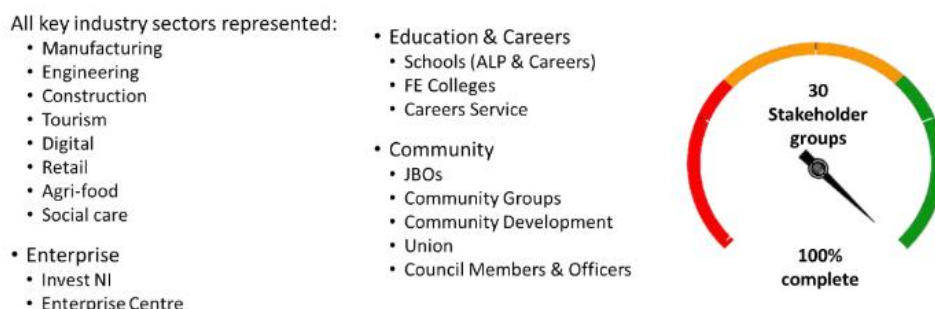 All key industry sectors represented:
• Manufacturing
• Engineering
• Construction
• Tourism
• Digital
• Retail
• Agri-food
• Social care
• Enterprise
• Invest NI
• Enterprise Centre
• Education & Careers
• Schools (ALP & Careers)
• FE Colleges
• Careers Service
• Community
• JBOs
• Community Groups
• Community Development
• Union
• Council Members & Officers
30
Stakeholder
groups
100%
complete